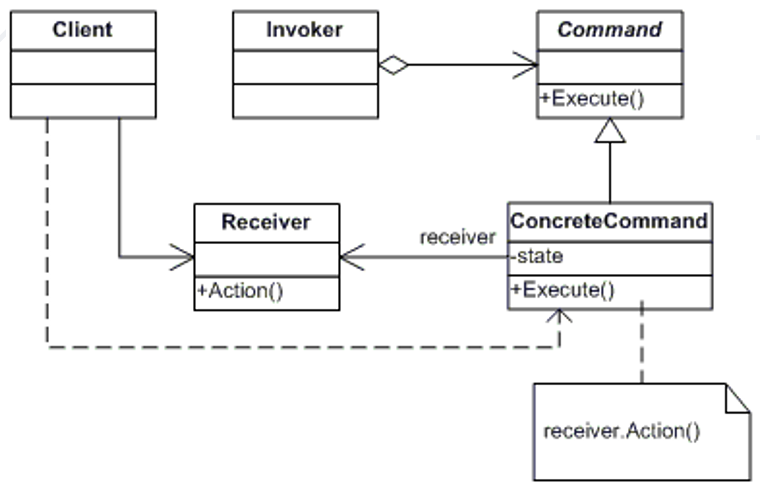 Client
Invoker
Command
+Execute()
Receiver
+Action()
receiver
ConcreteCommand
-state
+Execute()
receiver.Action()